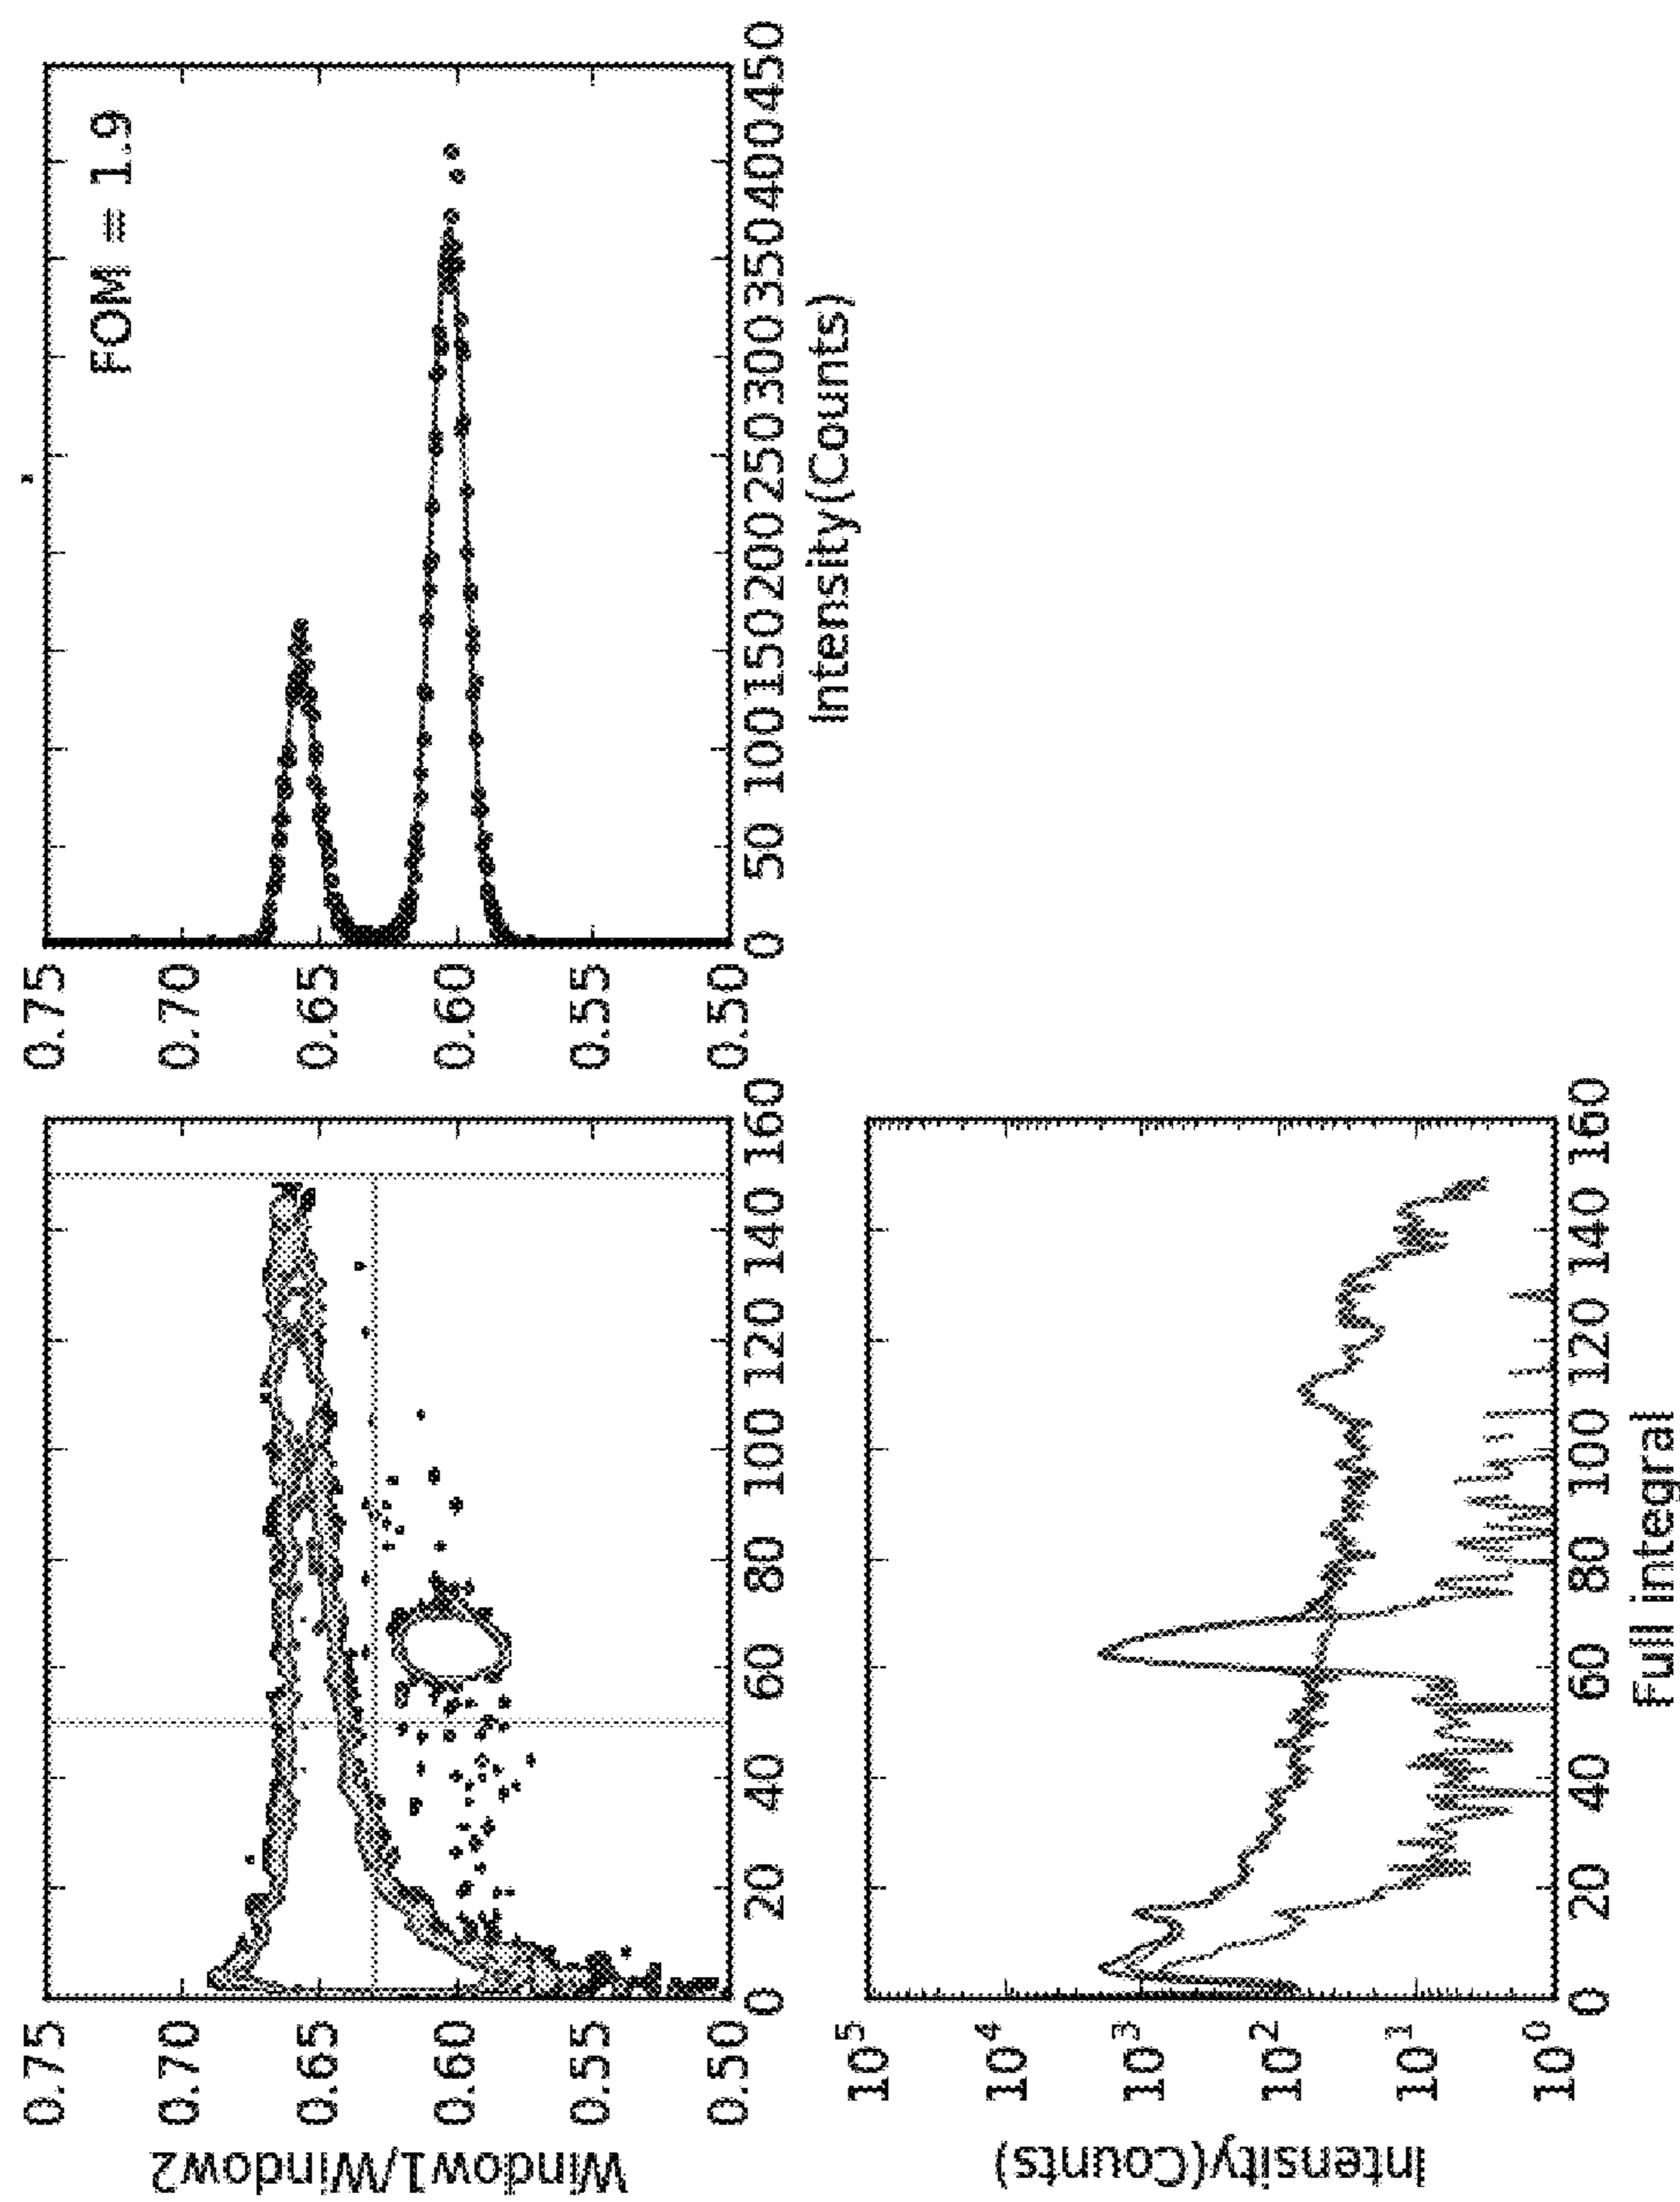 Window1/Window2
0.75
0.70
0.65
0.60
0.55
0.50
0 20 40 60 80 100 120 140 160
FOM = 1.9
0.75
0.70
0.65
0.60
0.55
0.50
0 50 100 150 200 250 300 350 400 450
Intensity(Counts)
Intensity(Counts)
10^5
10^4
10^3
10^2
10^1
10^0
0 20 40 60 80 100 120 140 160
Full integral